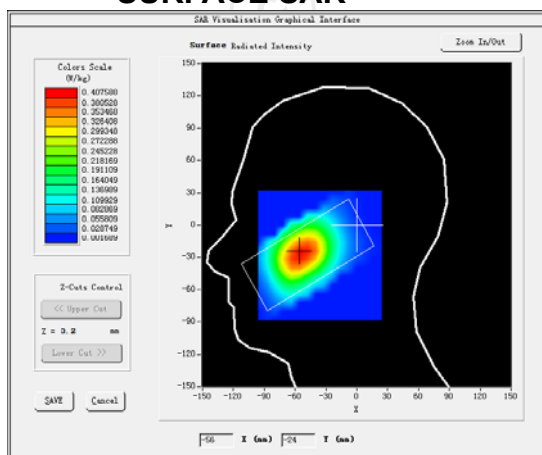 SURFACE SAR
SAR Visualisation Graphical Interface
Surface Radiated Intensity
Zoom In/Out
Colors Scale
(W/kg)
0.407580
0.380520
0.353460
0.326408
0.299348
0.272288
0.245228
0.218169
0.191109
0.164049
0.136989
0.109929
0.082869
0.055809
0.028749
0.001689
150
120
90
60
30
0
-30
-60
-90
-120
-150
Y
-150 -120 -90 -60 -30 0 30 60 90 120 150
X
Z-Cuts Control
<< Upper Cut
Z = 0.2 mm
Lower Cut >>
SAVE Cancel
-56 X (mm) -24 Y (mm)